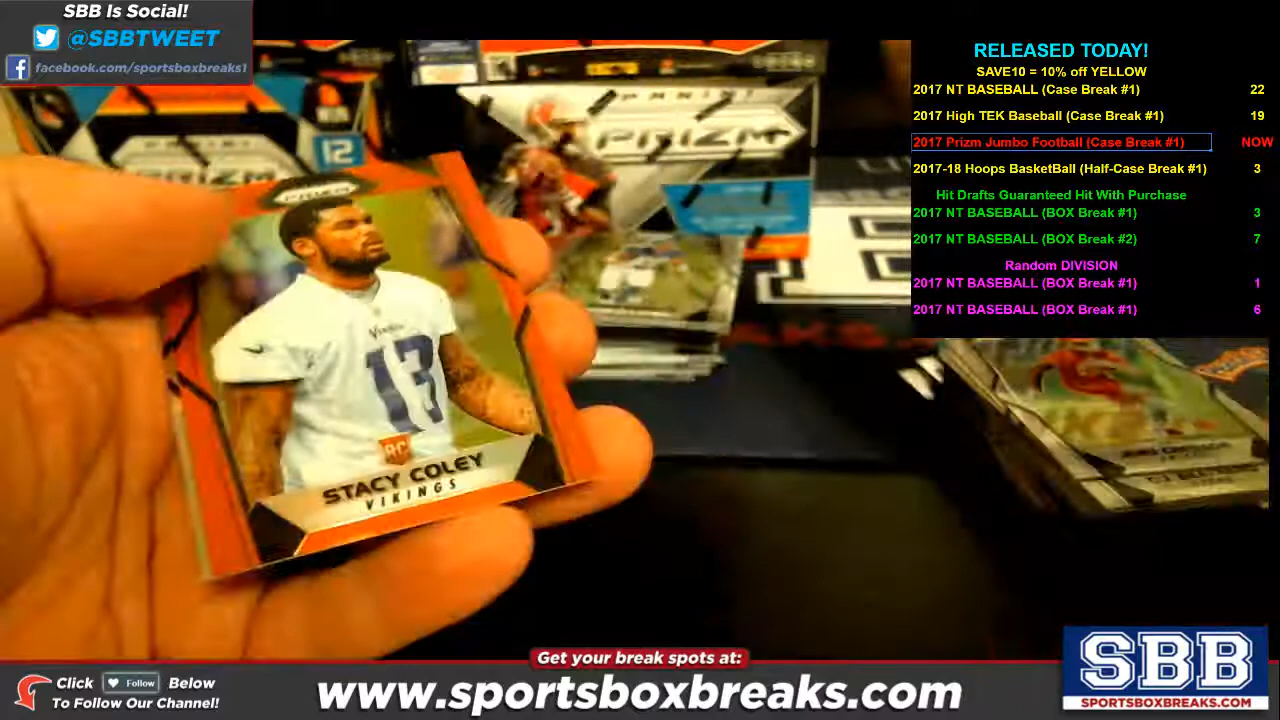 SBB Is Social!
@SBBTWEET
facebook.com/sportsboxbreaks1
RELEASED TODAY!
SAVE10 = 10% off YELLOW
2017 NT BASEBALL (Case Break #1) 22
2017 High TEK Baseball (Case Break #1) 19
2017 Prizm Jumbo Football (Case Break #1) NOW
2017-18 Hoops BasketBall (Half-Case Break #1) 3
Hit Drafts Guaranteed Hit With Purchase
2017 NT BASEBALL (BOX Break #1) 3
2017 NT BASEBALL (BOX Break #2) 7
Random DIVISION
2017 NT BASEBALL (BOX Break #1) 1
2017 NT BASEBALL (BOX Break #1) 6
12
PANINI
PRIZM
PRIZM
Vikings
13
RC
STACY COLEY
VIKINGS
Get your break spots at:
www.sportsboxbreaks.com
Click Follow Below
To Follow Our Channel!
SBB
SPORTSBOXBREAKS.COM